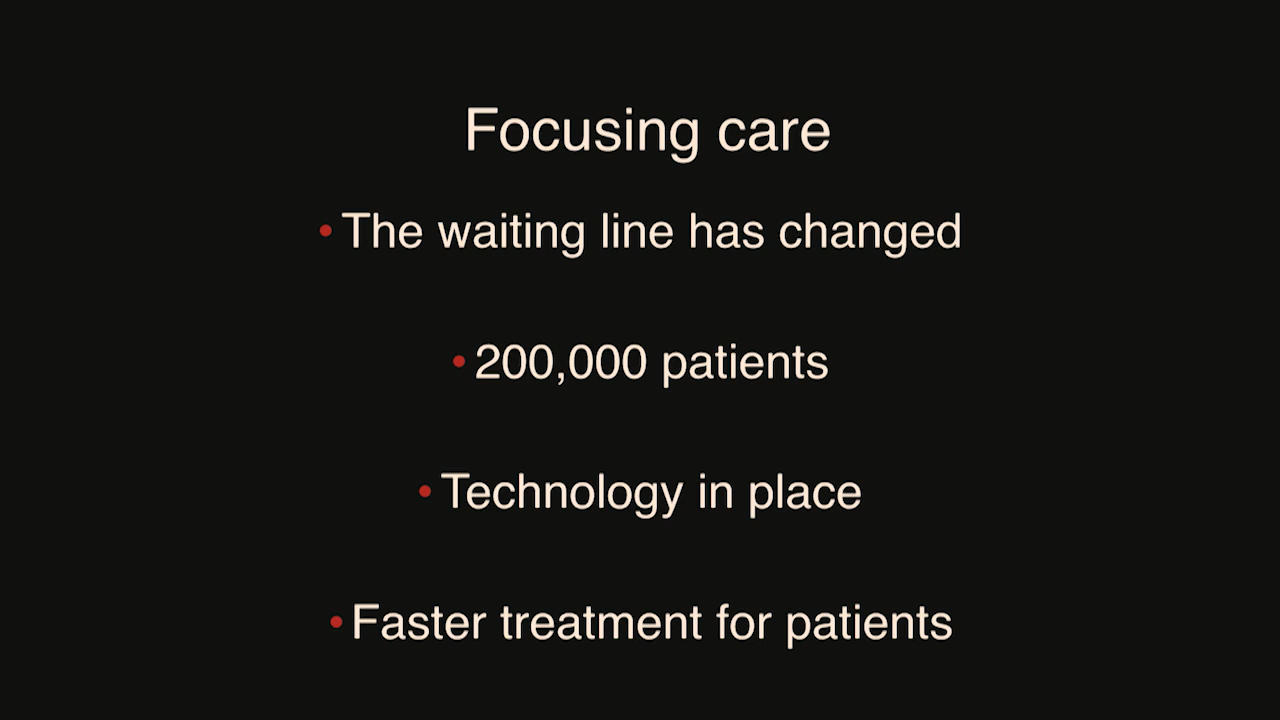 Focusing care
• The waiting line has changed
• 200,000 patients
• Technology in place
• Faster treatment for patients